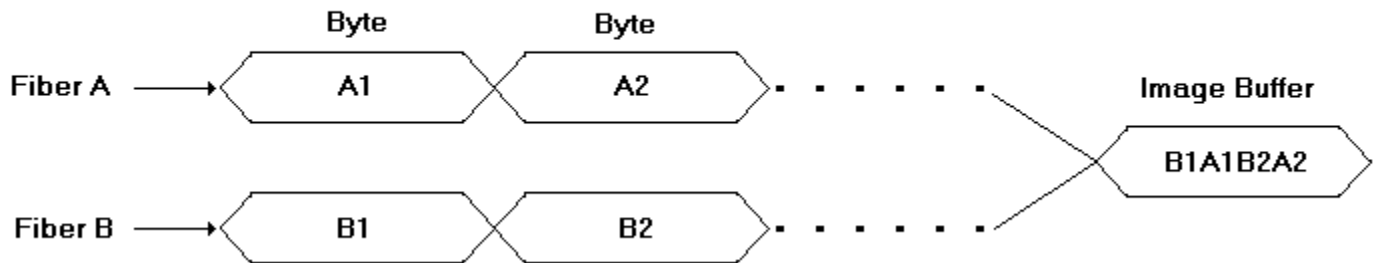 Byte Byte
Fiber A A1 A2
Image Buffer
B1A1B2A2
Fiber B B1 B2